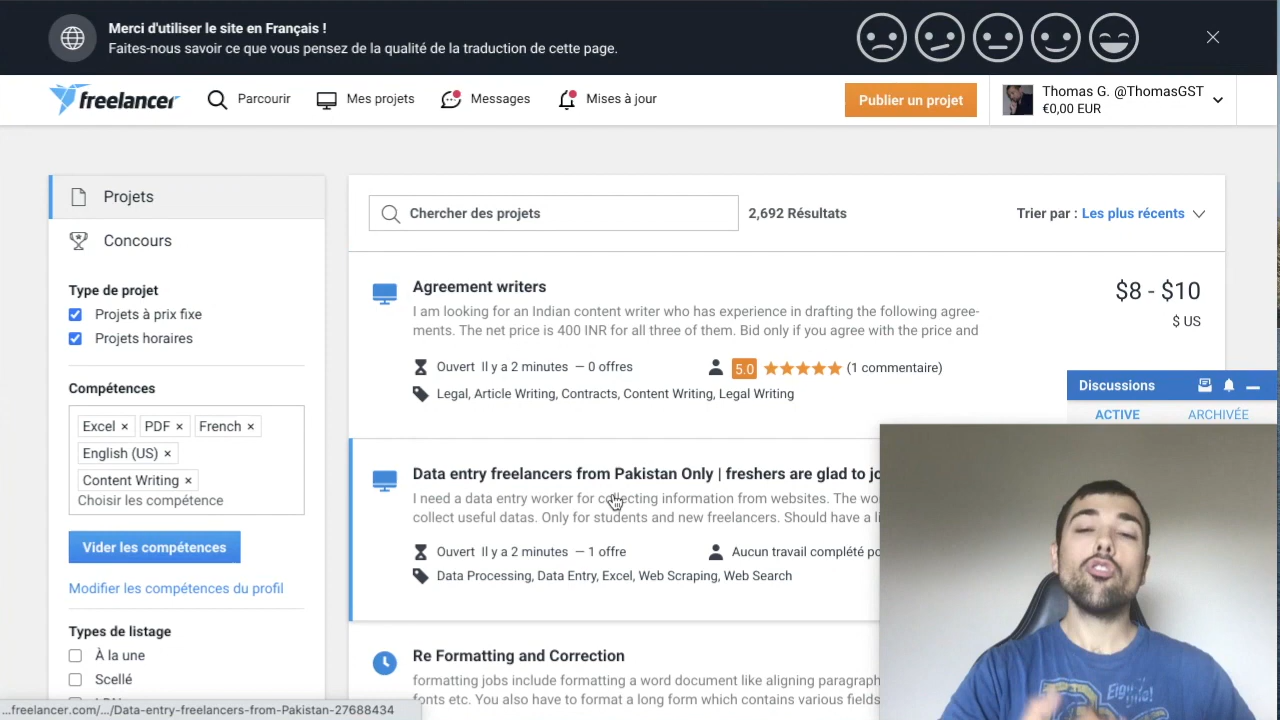 Merci d'utiliser le site en Français !
Faites-nous savoir ce que vous pensez de la qualité de la traduction de cette page.
freelancer
Parcourir
Mes projets
Messages
Mises à jour
Publier un projet
Thomas G. @ThomasGST
€0,00 EUR
Projets
Concours
Type de projet
Projets à prix fixe
Projets horaires
Compétences
Excel ×
PDF ×
French ×
English (US) ×
Content Writing ×
Choisir les compétence
Vider les compétences
Modifier les compétences du profil
Types de listage
À la une
Scellé
Chercher des projets
2,692 Résultats
Trier par : Les plus récents
Agreement writers
$8 - $10
$ US
I am looking for an Indian content writer who has experience in drafting the following agree-
ments. The net price is 400 INR for all three of them. Bid only if you agree with the price and
Ouvert Il y a 2 minutes — 0 offres
5.0 (1 commentaire)
Legal, Article Writing, Contracts, Content Writing, Legal Writing
Discussions
ACTIVE
ARCHIVÉE
Data entry freelancers from Pakistan Only | freshers are glad to jo
I need a data entry worker for collecting information from websites. The wo
collect useful datas. Only for students and new freelancers. Should have a li
Ouvert Il y a 2 minutes — 1 offre
Aucun travail complété po
Data Processing, Data Entry, Excel, Web Scraping, Web Search
Re Formatting and Correction
formatting jobs include formatting a word document like aligning paragraph
fonts etc. You also have to format a long form which contains various fields
...freelancer.com/.../Data-entry-freelancers-from-Pakistan-27688434